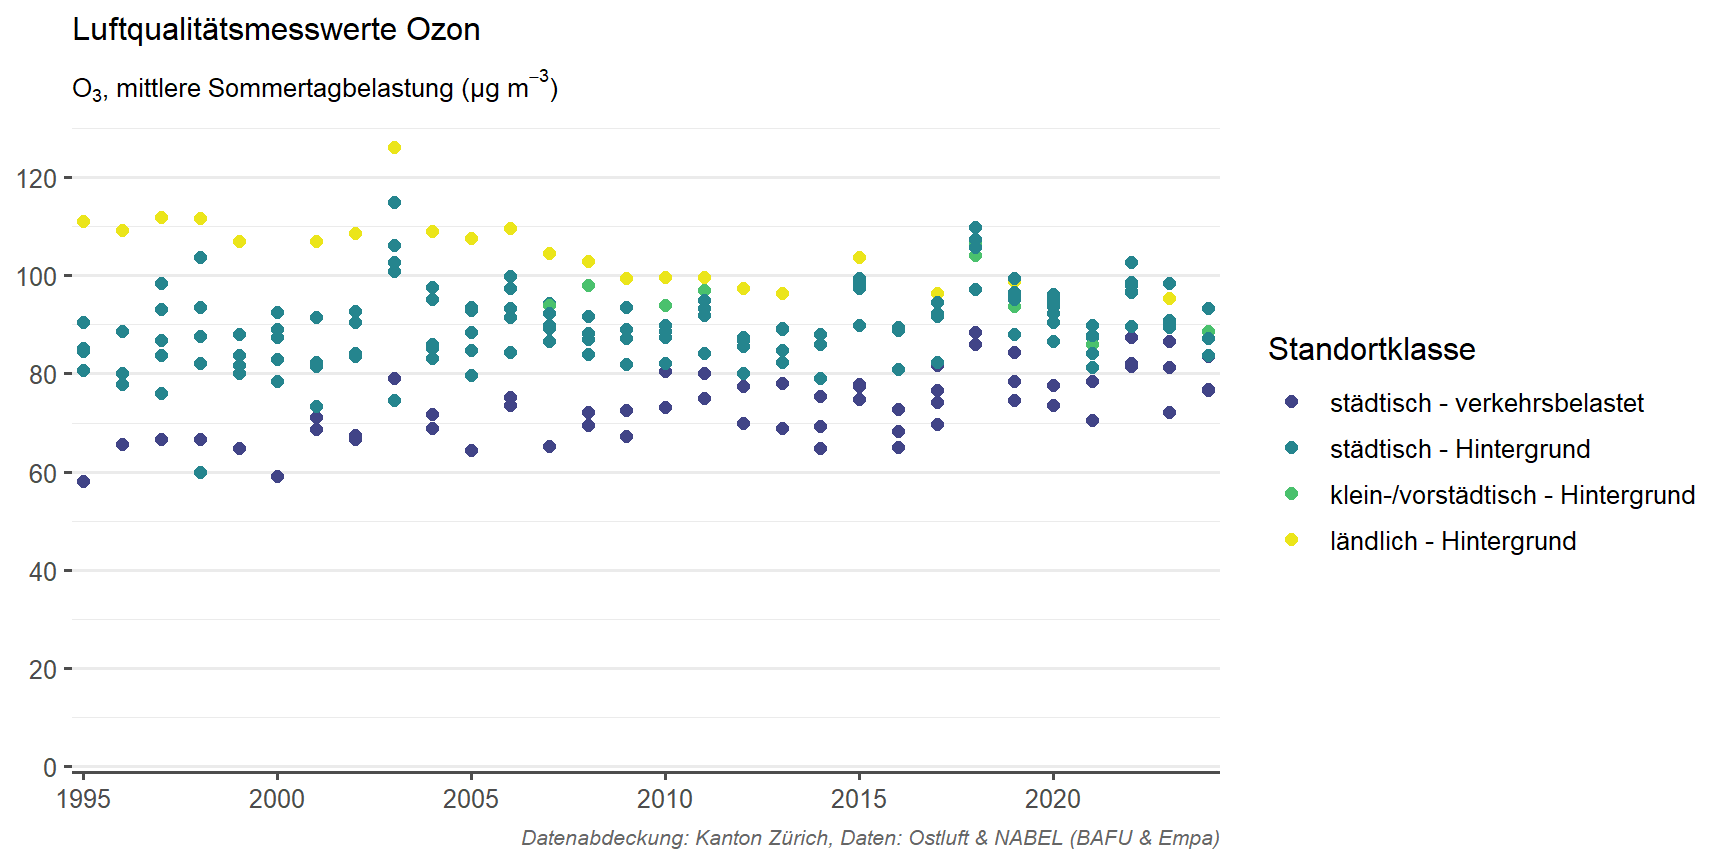 Luftqualitätsmesswerte Ozon
O₃, mittlere Sommertagbelastung (µg m⁻³)
120
100
80
60
40
20
0
1995 2000 2005 2010 2015 2020
Standortklasse
städtisch - verkehrsbelastet
städtisch - Hintergrund
klein-/vorstädtisch - Hintergrund
ländlich - Hintergrund
Datenabdeckung: Kanton Zürich, Daten: Ostluft & NABEL (BAFU & Empa)